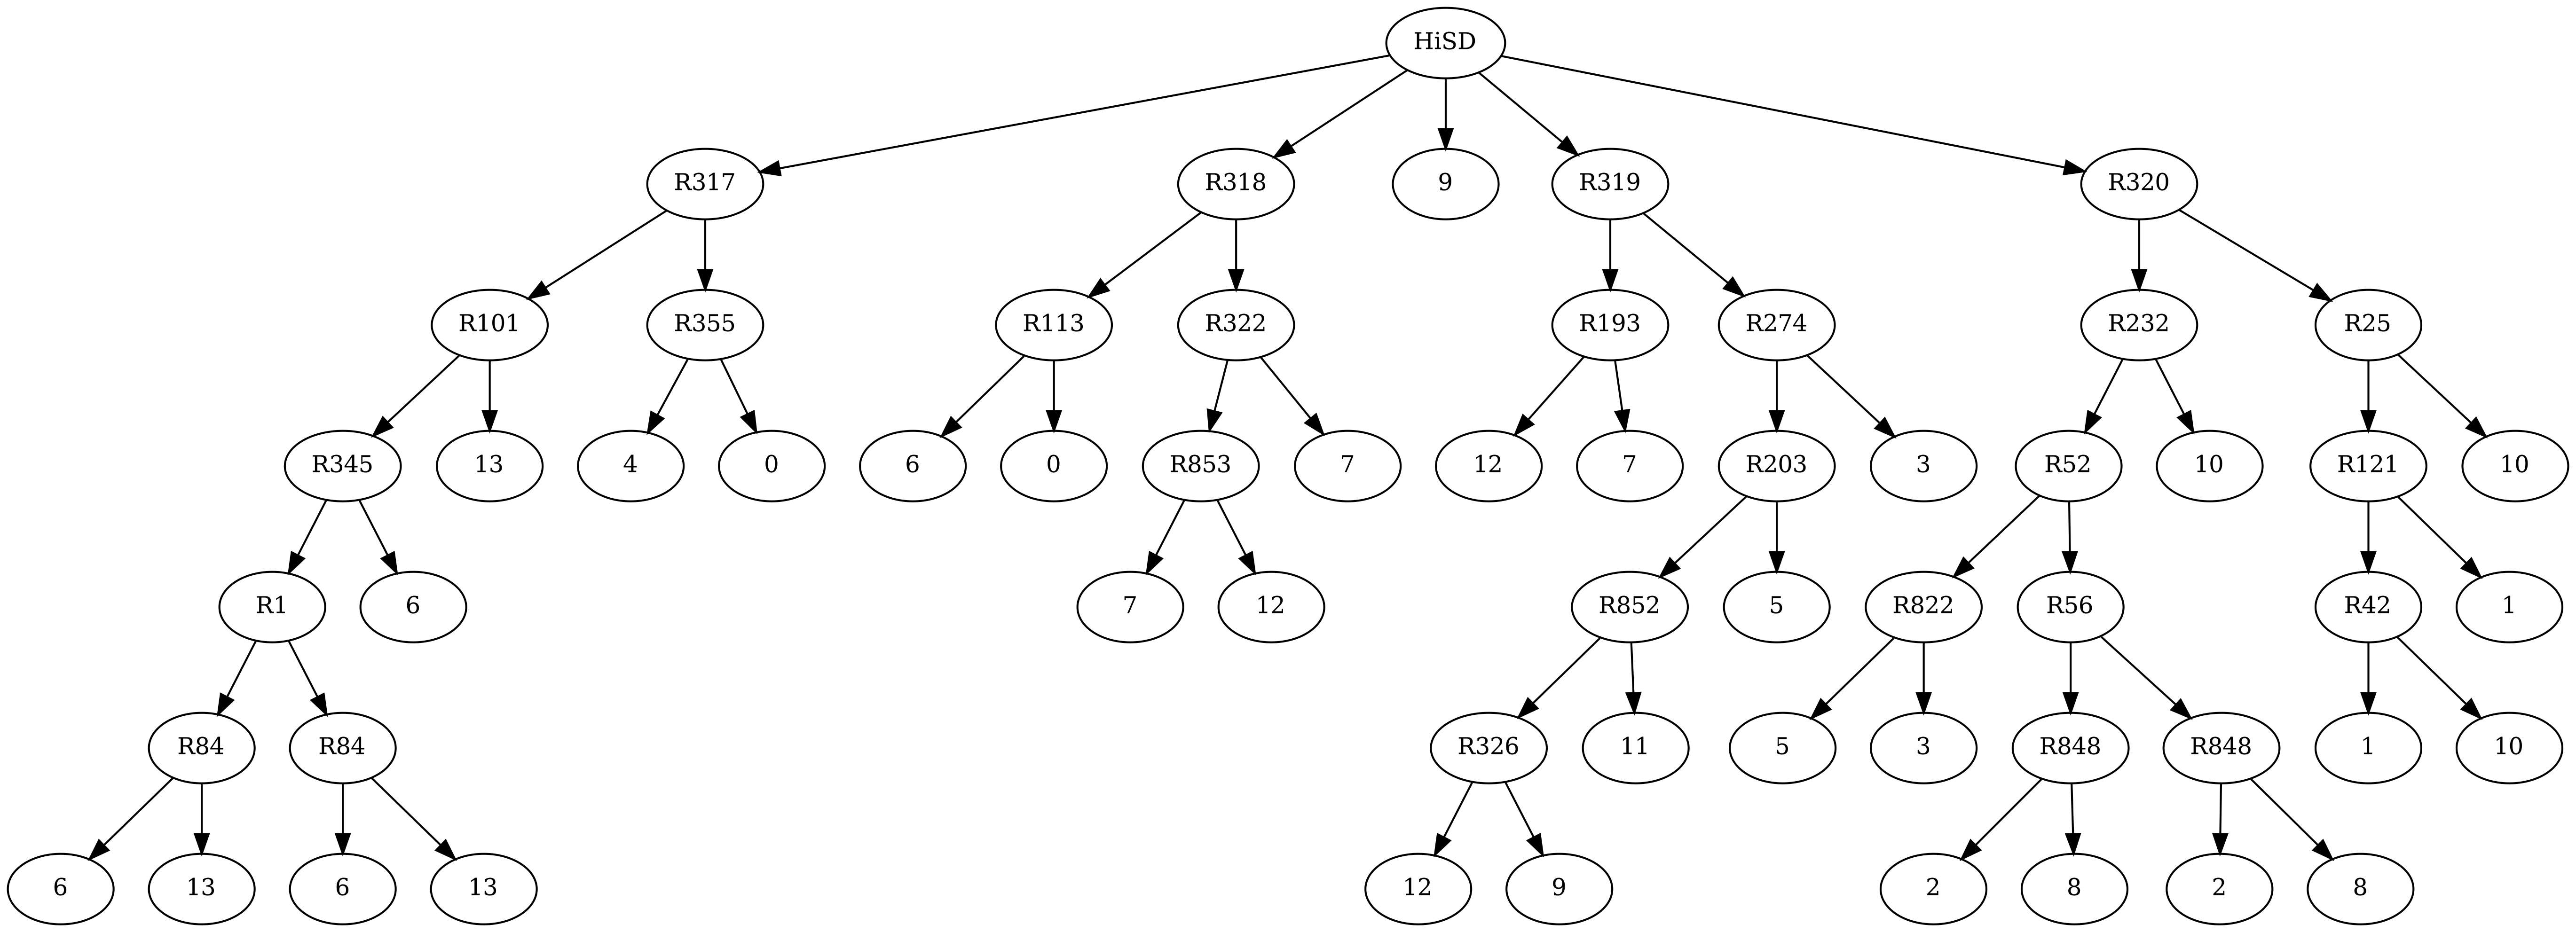 HiSD
R317 R318 9 R319 R320
R101 R355 R113 R322 R193 R274 R232 R25
R345 13 4 0 6 0 R853 7 12 7 R203 3 R52 10 R121 10
R1 6 7 12 R852 5 R822 R56 R42 1
R84 R84 R326 11 5 3 R848 R848 1 10
6 13 6 13 12 9 2 8 2 8